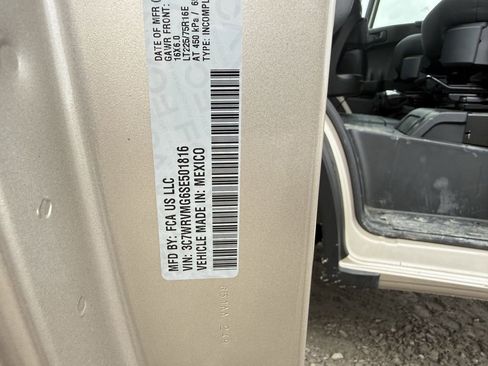 DATE OF MFR
GAWR FRONT:
16X6.0
LT225/75R16E
AT 450 kPa / 6
TYPE: INCOMPL
MFD BY: FCA US LLC
VIN: 3C7WRVMG6SE501816
VEHICLE MADE IN: MEXICO